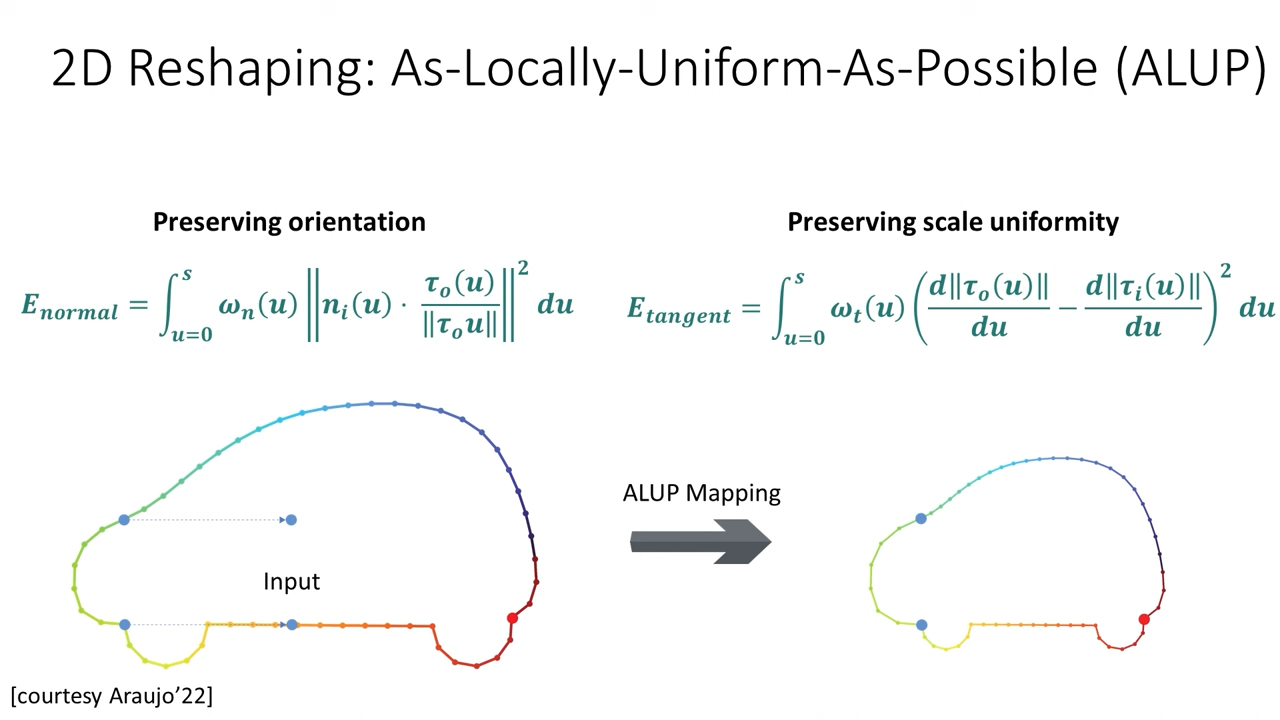 2D Reshaping: As-Locally-Uniform-As-Possible (ALUP)
Preserving orientation
E_normal = ∫_{u=0}^{s} ω_n(u) ‖n_i(u) · τ_o(u)/‖τ_o u‖‖² du
Preserving scale uniformity
E_tangent = ∫_{u=0}^{s} ω_t(u) (d‖τ_o(u)‖/du − d‖τ_i(u)‖/du)² du
ALUP Mapping
Input
[courtesy Araujo’22]